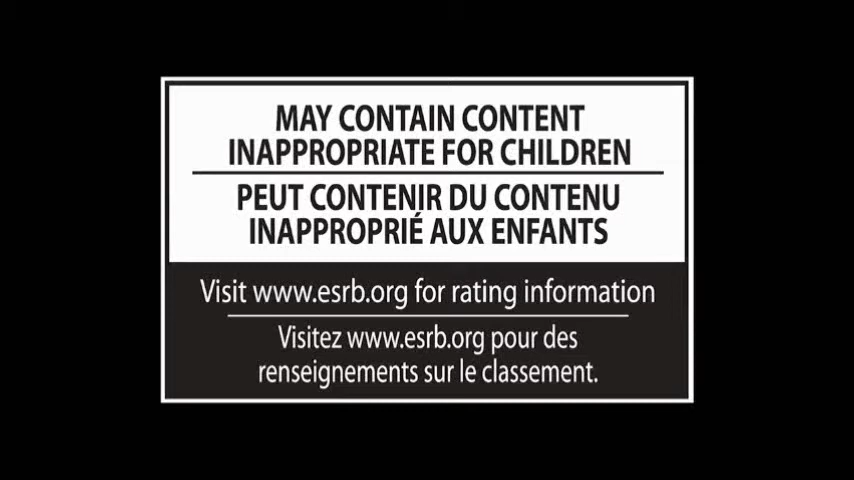 MAY CONTAIN CONTENT
INAPPROPRIATE FOR CHILDREN
PEUT CONTENIR DU CONTENU
INAPPROPRIÉ AUX ENFANTS
Visit www.esrb.org for rating information
Visitez www.esrb.org pour des
renseignements sur le classement.